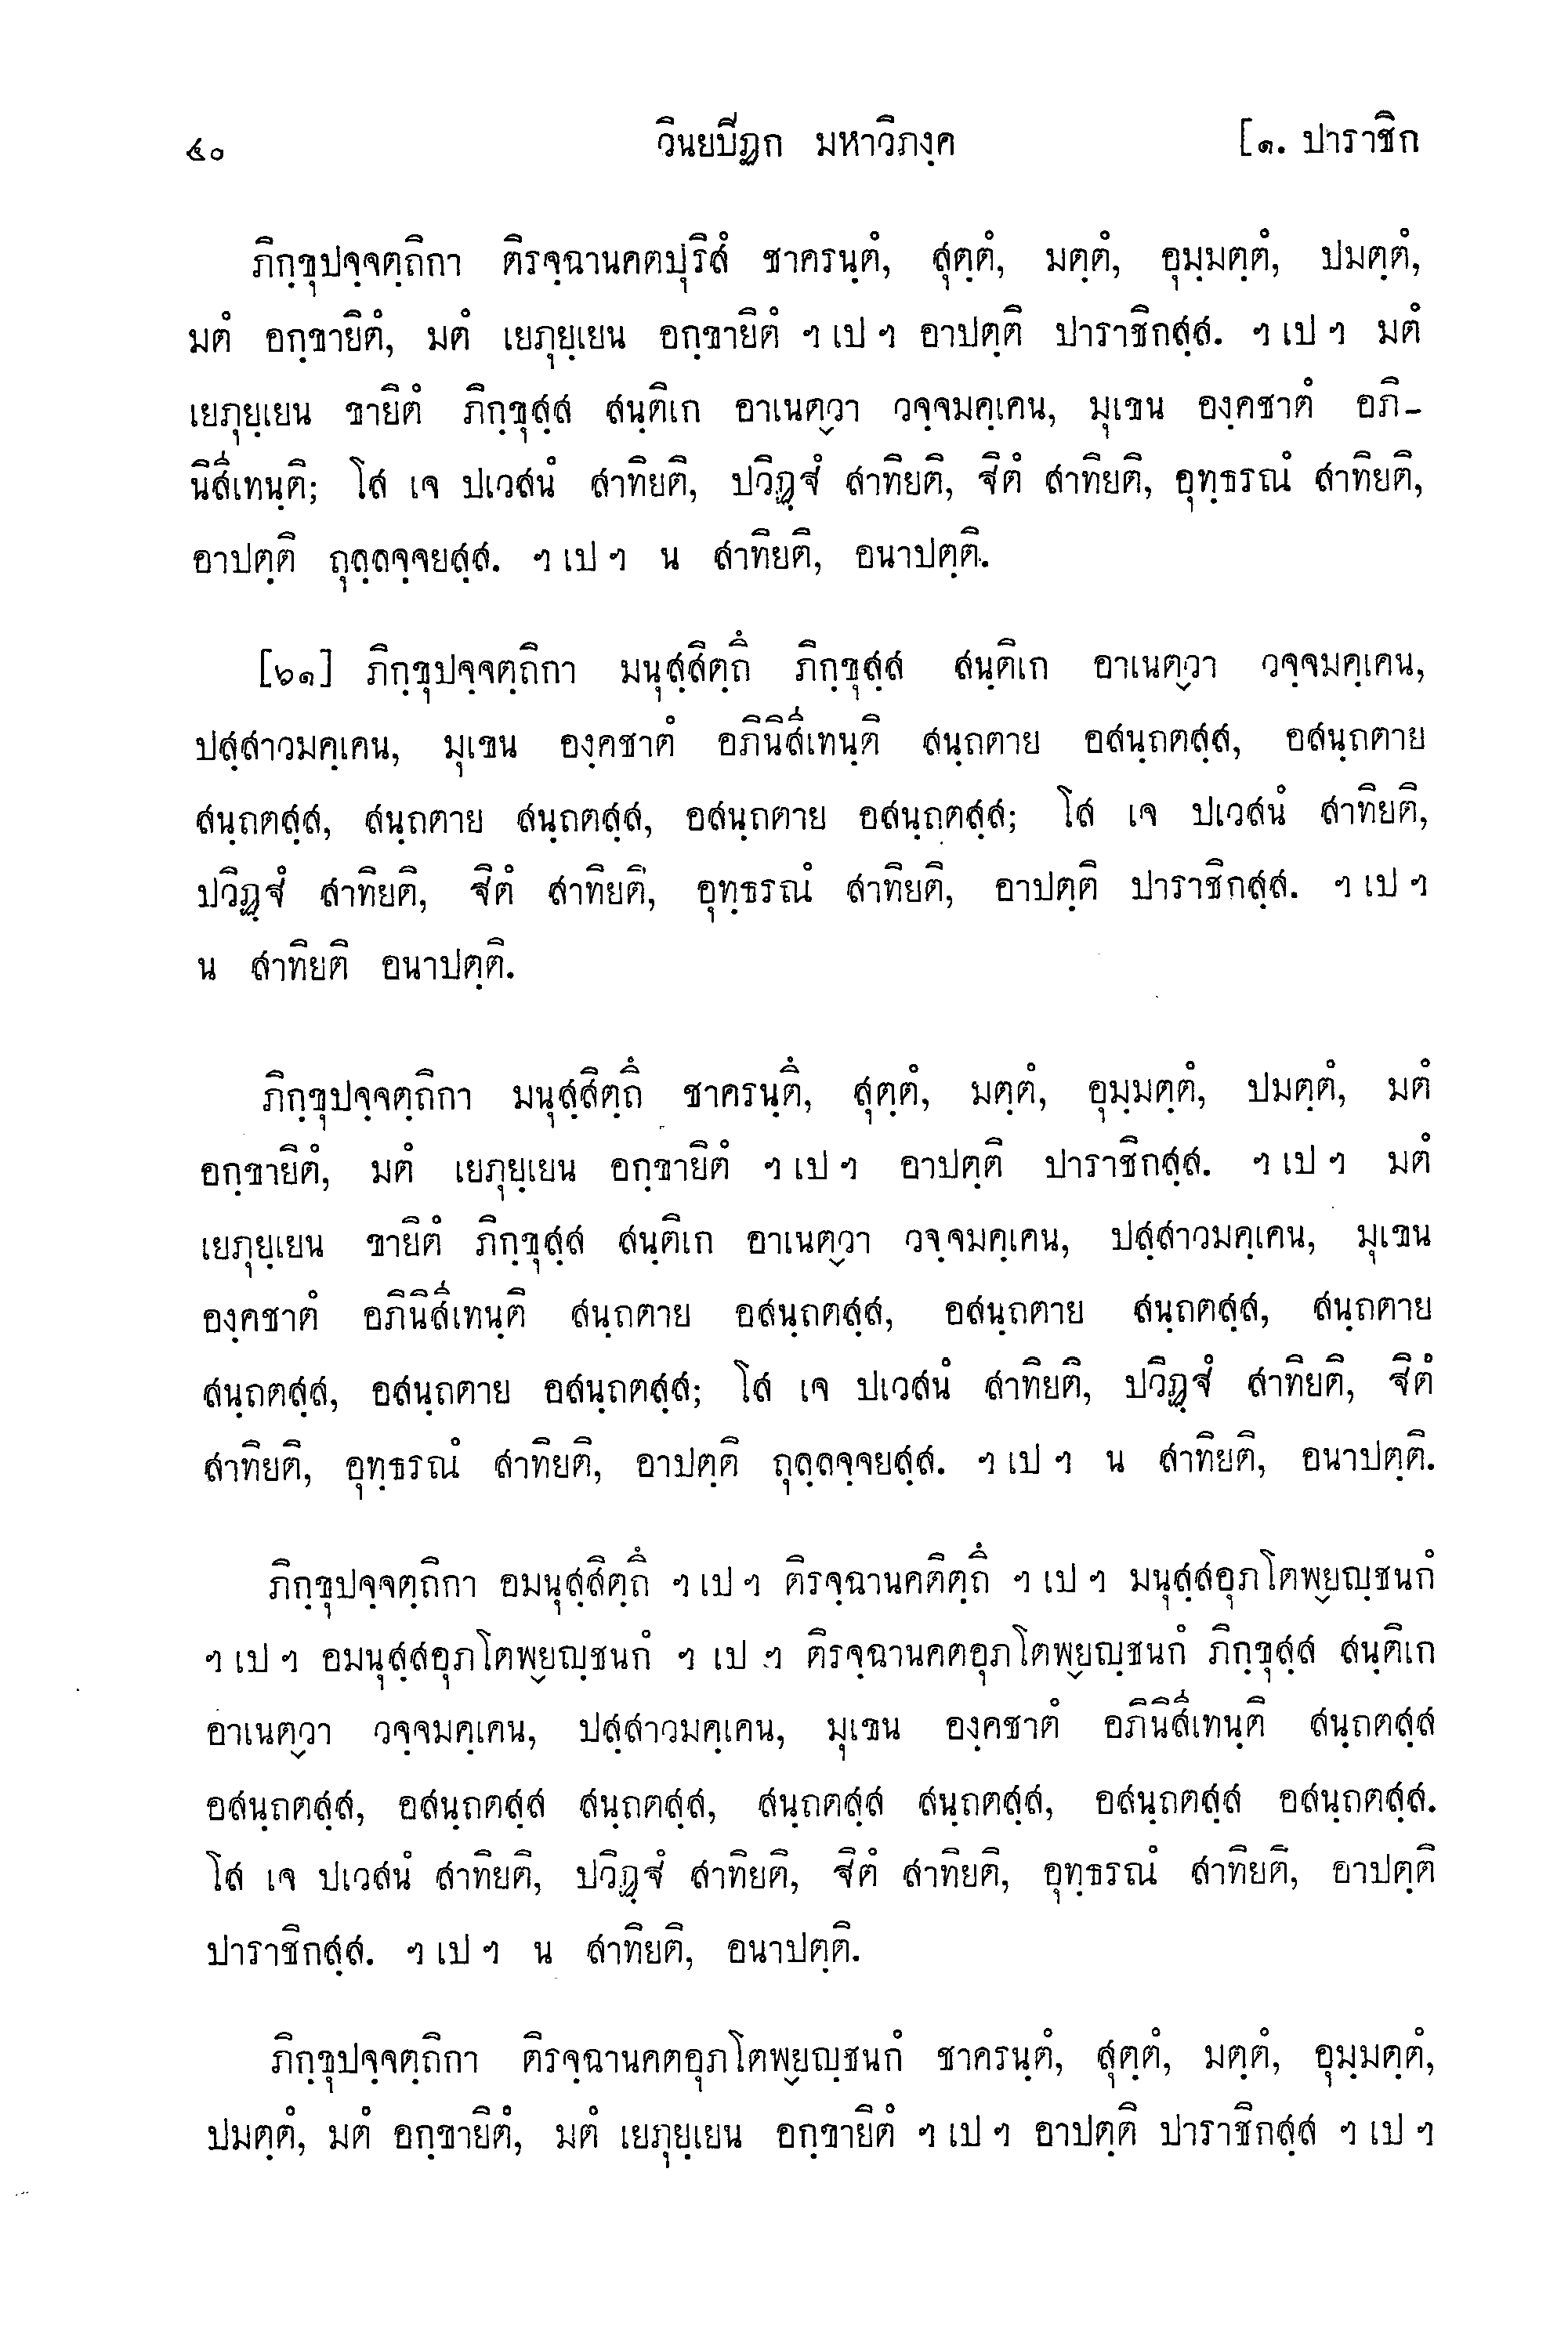 ๕๐ วินยปิฏก มหาวิภงฺค [๑. ปาราชิก
ภิกฺขุปจฺจตฺถิกา ติรจฺฉานคตปุริสํ ชาครนฺตํ, สุตฺตํ, มตฺตํ, อุมฺมตฺตํ, ปมตฺตํ,
มตํ อกฺขายิตํ, มตํ เยภุยฺเยน อกฺขายิตํ ฯ เป ฯ อาปตฺติ ปาราชิกสฺส. ฯ เป ฯ มตํ
เยภุยฺเยน ขายิตํ ภิกฺขุสฺส สนฺติเก อาเนตฺวา วจฺจมคฺเคน, มุเขน องฺคชาตํ อภิ-
นิสีเทนฺติ; โส เจ ปเวสนํ สาทิยติ, ปวิฏฺฐํ สาทิยติ, ฐิตํ สาทิยติ, อุทฺธรณํ สาทิยติ,
อาปตฺติ ถุลฺลจฺจยสฺส. ฯ เป ฯ น สาทิยติ, อนาปตฺติ.
[๖๑] ภิกฺขุปจฺจตฺถิกา มนุสฺสิตฺถึ ภิกฺขุสฺส สนฺติเก อาเนตฺวา วจฺจมคฺเคน,
ปสฺสาวมคฺเคน, มุเขน องฺคชาตํ อภินิสีเทนฺติ สนฺถตาย อสนฺถตสฺส, อสนฺถตาย
สนฺถตสฺส, สนฺถตาย สนฺถตสฺส, อสนฺถตาย อสนฺถตสฺส; โส เจ ปเวสนํ สาทิยติ,
ปวิฏฺฐํ สาทิยติ, ฐิตํ สาทิยติ, อุทฺธรณํ สาทิยติ, อาปตฺติ ปาราชิกสฺส. ฯ เป ฯ
น สาทิยติ อนาปตฺติ.
ภิกฺขุปจฺจตฺถิกา มนุสฺสิตฺถึ ชาครนฺตึ, สุตฺตํ, มตฺตํ, อุมฺมตฺตํ, ปมตฺตํ, มตํ
อกฺขายิตํ, มตํ เยภุยฺเยน อกฺขายิตํ ฯ เป ฯ อาปตฺติ ปาราชิกสฺส. ฯ เป ฯ มตํ
เยภุยฺเยน ขายิตํ ภิกฺขุสฺส สนฺติเก อาเนตฺวา วจฺจมคฺเคน, ปสฺสาวมคฺเคน, มุเขน
องฺคชาตํ อภินิสีเทนฺติ สนฺถตาย อสนฺถตสฺส, อสนฺถตาย สนฺถตสฺส, สนฺถตาย
สนฺถตสฺส, อสนฺถตาย อสนฺถตสฺส; โส เจ ปเวสนํ สาทิยติ, ปวิฏฺฐํ สาทิยติ, ฐิตํ
สาทิยติ, อุทฺธรณํ สาทิยติ, อาปตฺติ ถุลฺลจฺจยสฺส. ฯ เป ฯ น สาทิยติ, อนาปตฺติ.
ภิกฺขุปจฺจตฺถิกา อมนุสฺสิตฺถึ ฯ เป ฯ ติรจฺฉานคติตฺถึ ฯ เป ฯ มนุสฺสอุภโตพฺยญฺชนกํ
ฯ เป ฯ อมนุสฺสอุภโตพฺยญฺชนกํ ฯ เป ฯ ติรจฺฉานคตอุภโตพฺยญฺชนกํ ภิกฺขุสฺส สนฺติเก
อาเนตฺวา วจฺจมคฺเคน, ปสฺสาวมคฺเคน, มุเขน องฺคชาตํ อภินิสีเทนฺติ สนฺถตสฺส
อสนฺถตสฺส, อสนฺถตสฺส สนฺถตสฺส, สนฺถตสฺส สนฺถตสฺส, อสนฺถตสฺส อสนฺถตสฺส.
โส เจ ปเวสนํ สาทิยติ, ปวิฏฺฐํ สาทิยติ, ฐิตํ สาทิยติ, อุทฺธรณํ สาทิยติ, อาปตฺติ
ปาราชิกสฺส. ฯ เป ฯ น สาทิยติ, อนาปตฺติ.
ภิกฺขุปจฺจตฺถิกา ติรจฺฉานคตอุภโตพฺยญฺชนกํ ชาครนฺตํ, สุตฺตํ, มตฺตํ, อุมฺมตฺตํ,
ปมตฺตํ, มตํ อกฺขายิตํ, มตํ เยภุยฺเยน อกฺขายิตํ ฯ เป ฯ อาปตฺติ ปาราชิกสฺส ฯ เป ฯ